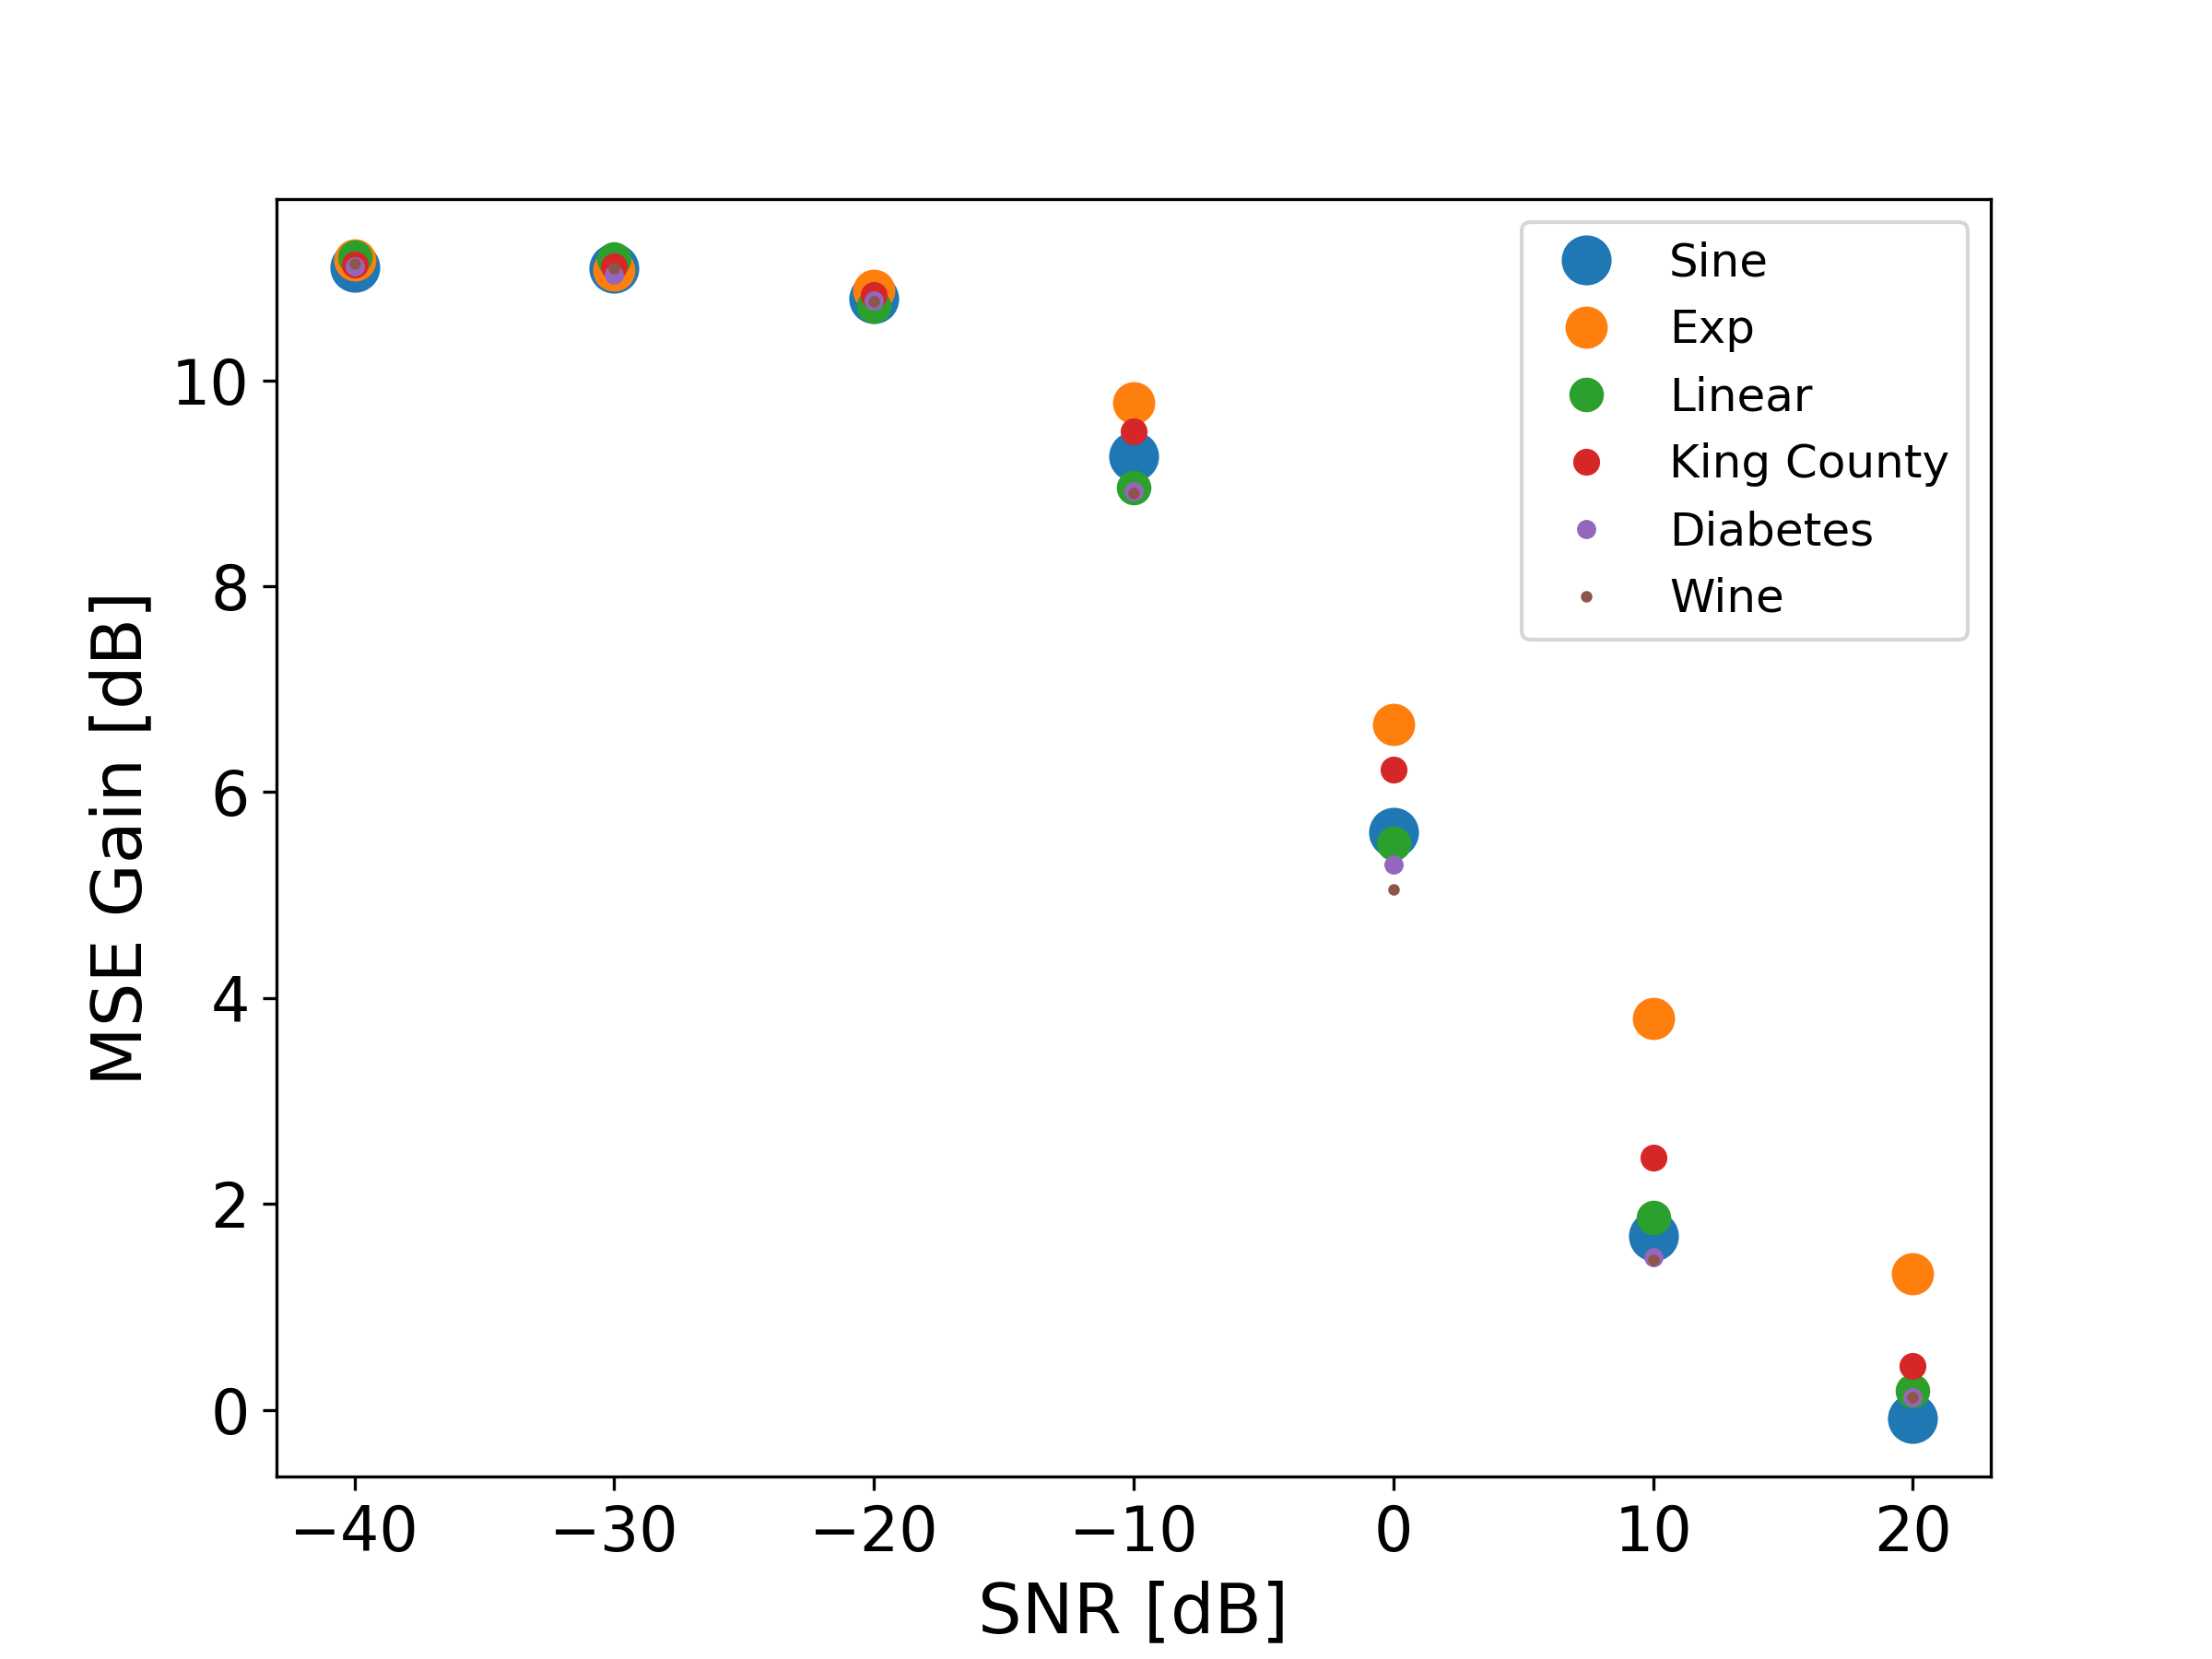 Sine
Exp
Linear
King County
Diabetes
Wine
MSE Gain [dB]
10
8
6
4
2
0
−40 −30 −20 −10 0 10 20
SNR [dB]